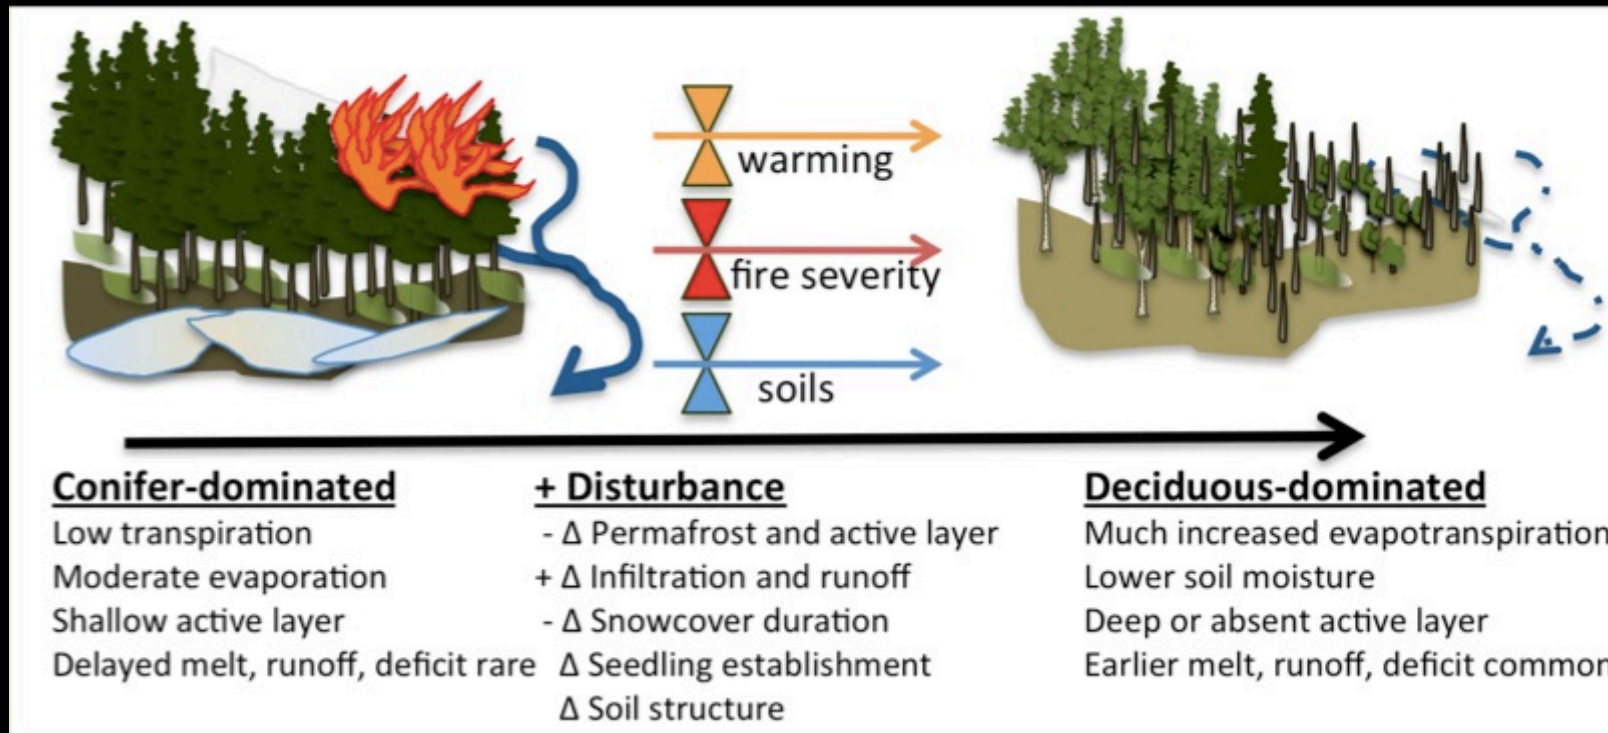 warming
fire severity
soils
Conifer-dominated
Low transpiration
Moderate evaporation
Shallow active layer
Delayed melt, runoff, deficit rare
+ Disturbance
- Δ Permafrost and active layer
+ Δ Infiltration and runoff
- Δ Snowcover duration
Δ Seedling establishment
Δ Soil structure
Deciduous-dominated
Much increased evapotranspiration
Lower soil moisture
Deep or absent active layer
Earlier melt, runoff, deficit common